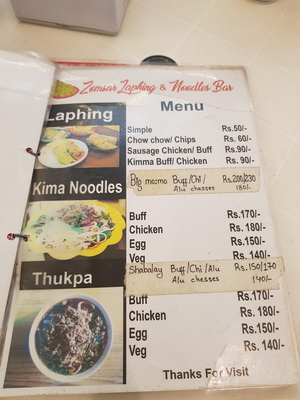 Zomsar Laphing & Noodles Bar
Menu
Laphing
Simple Rs.50/-
Chow chow/ Chips Rs. 60/-
Sausage Chicken/ Buff Rs.90/-
Kimma Buff/ Chicken Rs. 90/-
Big momo Buff/Chi/ Rs.200/230
Alu chesses 180/-
Kima Noodles
Buff Rs.170/-
Chicken Rs. 180/-
Egg Rs.150/-
Veg Rs. 140/-
Shabalay Buff/Chi/Alu Rs.150/170
Alu chesses 140/-
Thukpa
Buff Rs.170/-
Chicken Rs. 180/-
Egg Rs.150/-
Veg Rs. 140/-
Thanks For Visit